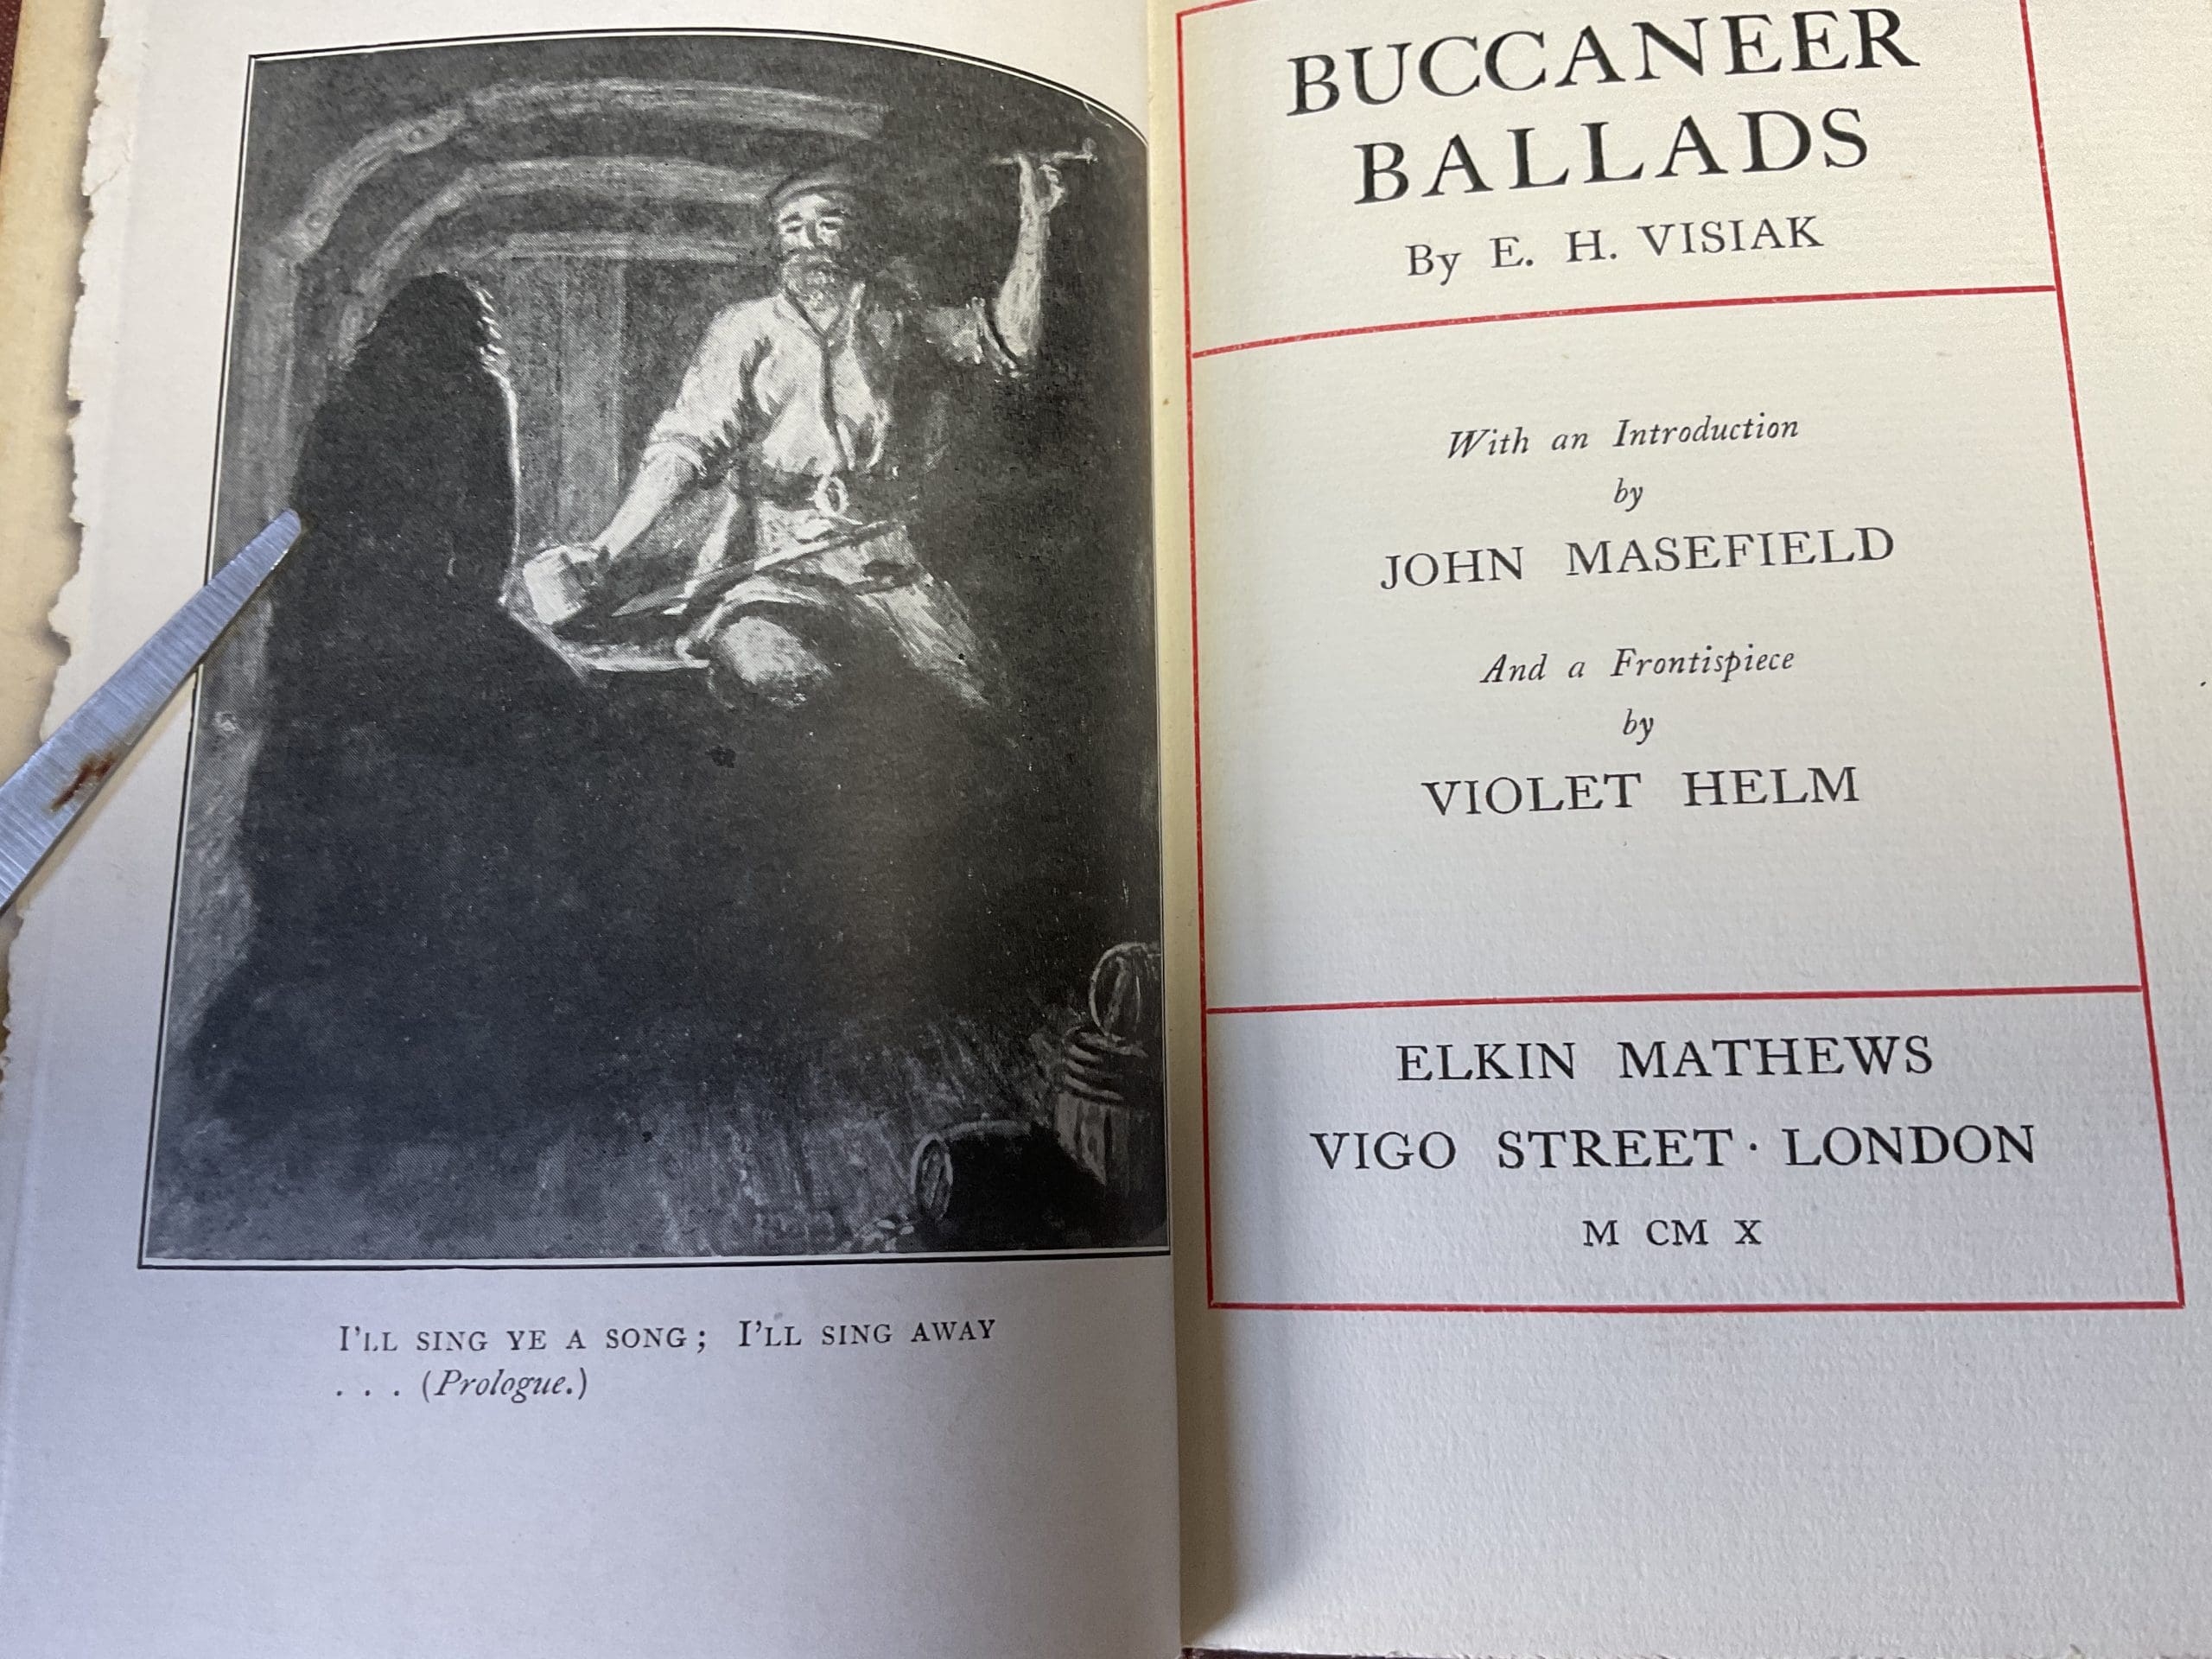 I'LL SING YE A SONG; I'LL SING AWAY
. . . (Prologue.)
BUCCANEER
BALLADS
By E. H. VISIAK
With an Introduction
by
JOHN MASEFIELD
And a Frontispiece
by
VIOLET HELM
ELKIN MATHEWS
VIGO STREET · LONDON
M CM X